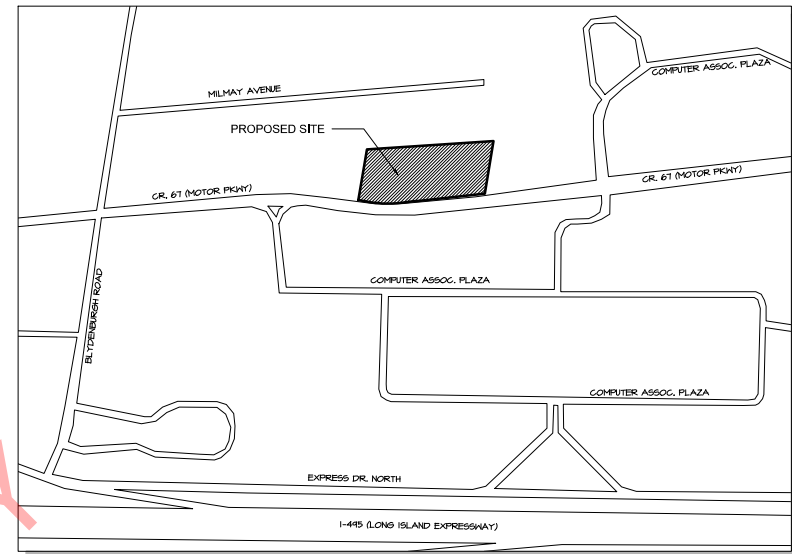 COMPUTER ASSOC. PLAZA
MILMAY AVENUE
PROPOSED SITE
CR. 67 (MOTOR PKWY)
CR. 67 (MOTOR PKWY)
COMPUTER ASSOC. PLAZA
BLYDENBURGH ROAD
COMPUTER ASSOC. PLAZA
EXPRESS DR. NORTH
I-495 (LONG ISLAND EXPRESSWAY)